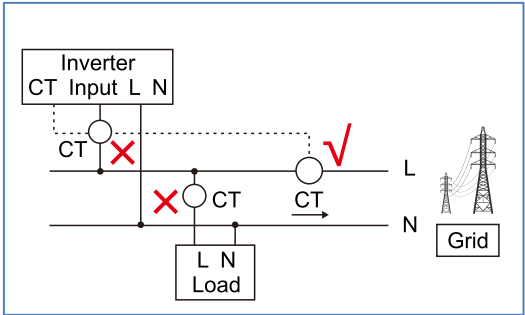 Inverter
CT Input L N
CT
CT
CT
L
N
Grid
L N
Load